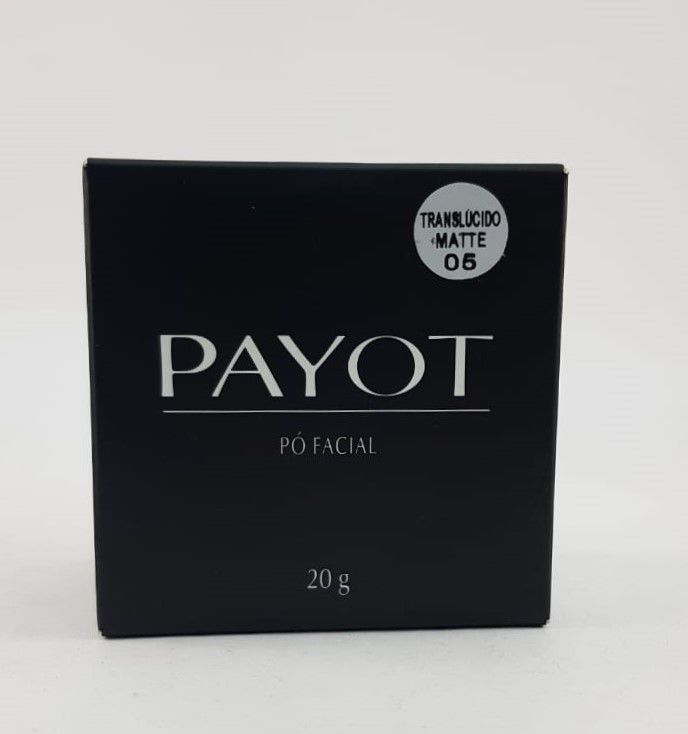 TRANSLÚCIDO
MATTE
05
PAYOT
PÓ FACIAL
20 g